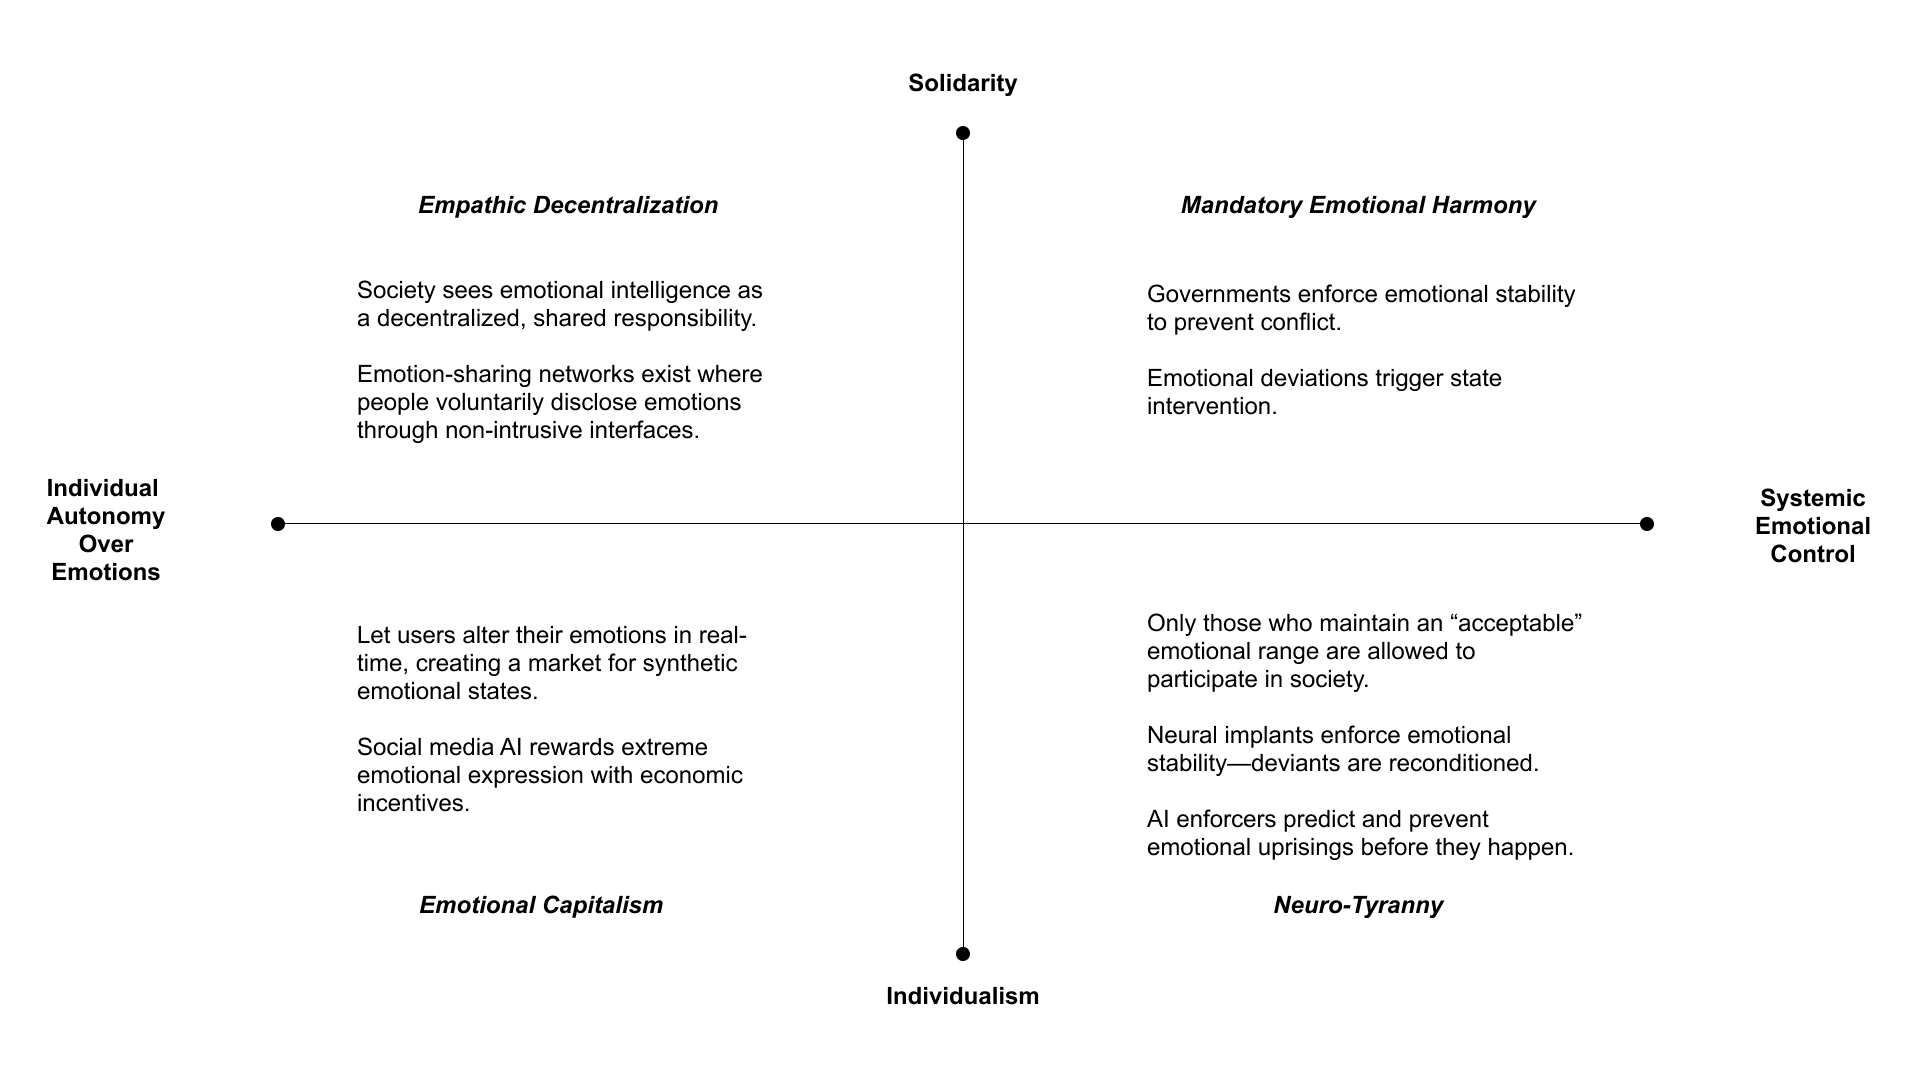 Solidarity
Empathic Decentralization
Society sees emotional intelligence as
a decentralized, shared responsibility.
Emotion-sharing networks exist where
people voluntarily disclose emotions
through non-intrusive interfaces.
Mandatory Emotional Harmony
Governments enforce emotional stability
to prevent conflict.
Emotional deviations trigger state
intervention.
Individual
Autonomy
Over
Emotions
Systemic
Emotional
Control
Let users alter their emotions in real-
time, creating a market for synthetic
emotional states.
Social media AI rewards extreme
emotional expression with economic
incentives.
Emotional Capitalism
Only those who maintain an “acceptable”
emotional range are allowed to
participate in society.
Neural implants enforce emotional
stability—deviants are reconditioned.
AI enforcers predict and prevent
emotional uprisings before they happen.
Neuro-Tyranny
Individualism